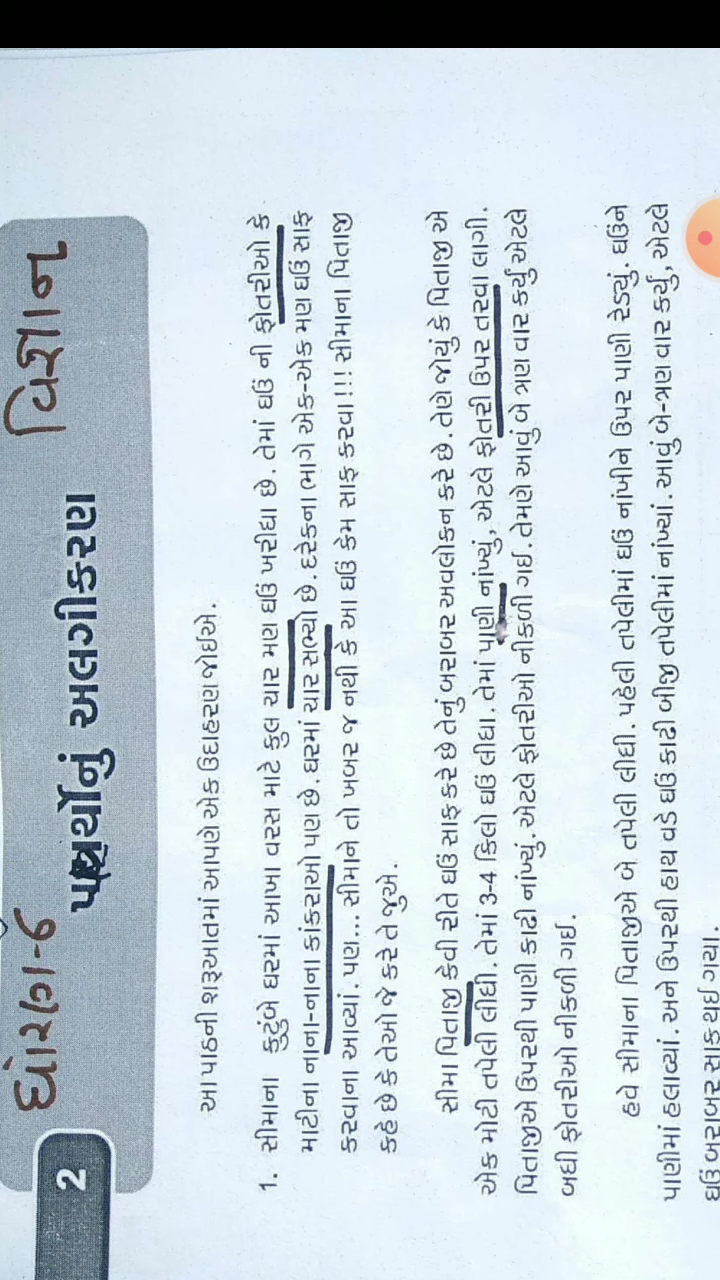 ધોરણ-6
વિજ્ઞાન
2
પદાર્થોનું અલગીકરણ
આ પાઠની શરૂઆતમાં આપણે એક ઉદાહરણ જોઈએ.
1. સીમાના કુટુંબે ઘરમાં આખા વરસ માટે કુલ ચાર મણ ઘઉં ખરીદ્યા છે. તેમાં ઘઉં ની ફોતરીઓ કે
માટીના નાના-નાના કાંકરાઓ પણ છે. ઘરમાં ચાર સભ્યો છે. દરેકના ભાગે એક-એક મણ ઘઉં સાફ
કરવાના આવ્યાં. પણ... સીમાને તો ખબર જ નથી કે આ ઘઉં કેમ સાફ કરવા!!! સીમાના પિતાજી
કહે છે કે તેઓ જે કરે તે જુએ.
સીમા પિતાજી કેવી રીતે ઘઉં સાફ કરે છે તેનું બરાબર અવલોકન કરે છે. તેણે જોયું કે પિતાજી એ
એક મોટી તપેલી લીધી. તેમાં 3-4 કિલો ઘઉં લીધા. તેમાં પાણી નાંખ્યું, એટલે ફોતરી ઉપર તરવા લાગી.
પિતાજીએ ઉપરથી પાણી કાઢી નાંખ્યું. એટલે ફોતરીઓ નીકળી ગઈ. તેમણે આવું બે ત્રણ વાર કર્યું એટલે
બધી ફોતરીઓ નીકળી ગઈ.
હવે સીમાના પિતાજીએ બે તપેલી લીધી. પહેલી તપેલીમાં ઘઉં નાંખીને ઉપર પાણી રેડ્યું. ઘઉંને
પાણીમાં હલાવ્યાં. અને ઉપરથી હાથ વડે ઘઉં કાઢી બીજી તપેલીમાં નાંખ્યાં. આવું બે-ત્રણ વાર કર્યું, એટલે
ઘઉં બરાબર સાફ થઈ ગયા.